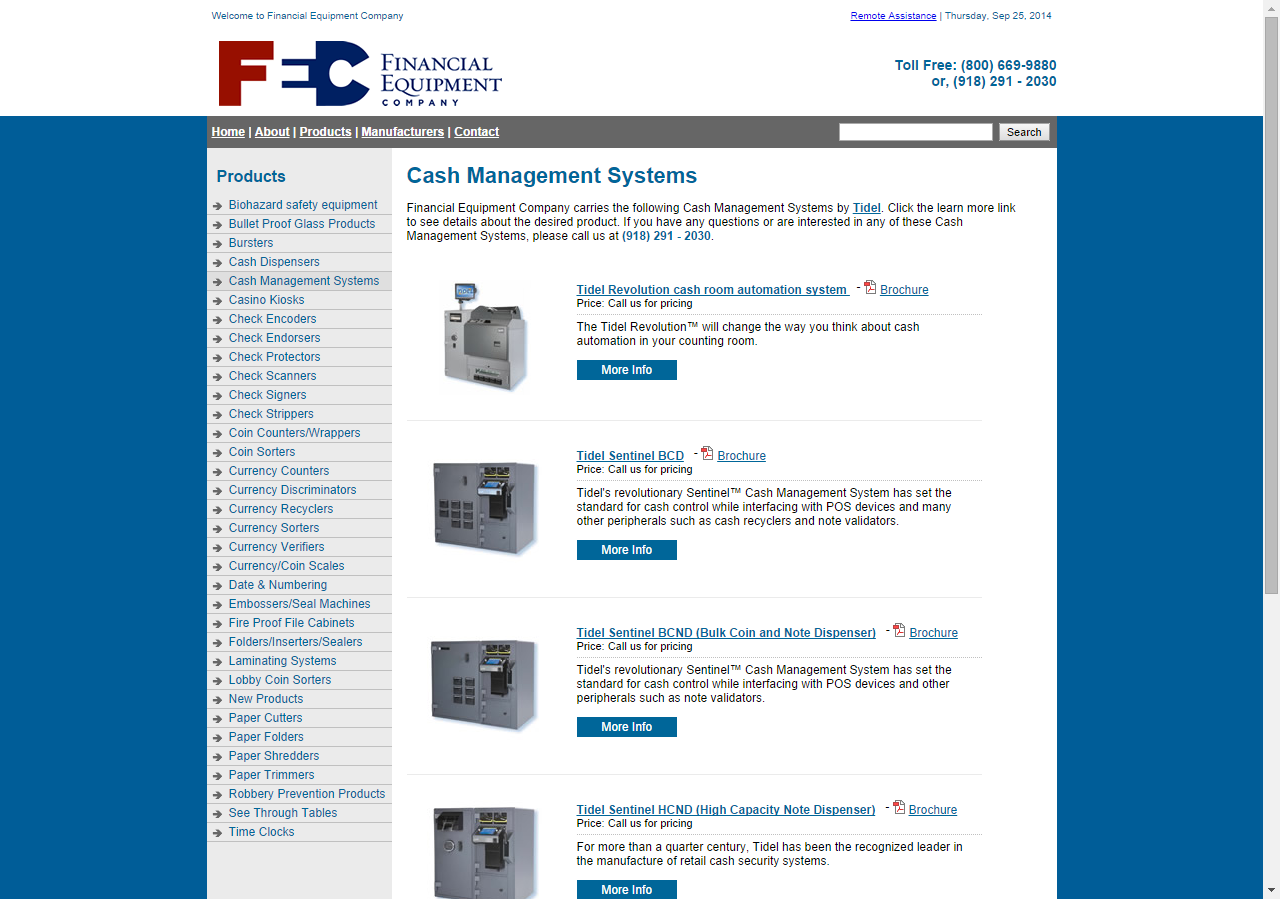 Welcome to Financial Equipment Company
Remote Assistance | Thursday, Sep 25, 2014
FEC FINANCIAL
EQUIPMENT
COMPANY
Toll Free: (800) 669-9880
or, (918) 291 - 2030
Home | About | Products | Manufacturers | Contact
Search
Products
Biohazard safety equipment
Bullet Proof Glass Products
Bursters
Cash Dispensers
Cash Management Systems
Casino Kiosks
Check Encoders
Check Endorsers
Check Protectors
Check Scanners
Check Signers
Check Strippers
Coin Counters/Wrappers
Coin Sorters
Currency Counters
Currency Discriminators
Currency Recyclers
Currency Sorters
Currency Verifiers
Currency/Coin Scales
Date & Numbering
Embossers/Seal Machines
Fire Proof File Cabinets
Folders/Inserters/Sealers
Laminating Systems
Lobby Coin Sorters
New Products
Paper Cutters
Paper Folders
Paper Shredders
Paper Trimmers
Robbery Prevention Products
See Through Tables
Time Clocks
Cash Management Systems
Financial Equipment Company carries the following Cash Management Systems by Tidel. Click the learn more link
to see details about the desired product. If you have any questions or are interested in any of these Cash
Management Systems, please call us at (918) 291 - 2030.
Tidel Revolution cash room automation system - Brochure
Price: Call us for pricing
The Tidel Revolution™ will change the way you think about cash
automation in your counting room.
More Info
Tidel Sentinel BCD - Brochure
Price: Call us for pricing
Tidel's revolutionary Sentinel™ Cash Management System has set the
standard for cash control while interfacing with POS devices and many
other peripherals such as cash recyclers and note validators.
More Info
Tidel Sentinel BCND (Bulk Coin and Note Dispenser) - Brochure
Price: Call us for pricing
Tidel's revolutionary Sentinel™ Cash Management System has set the
standard for cash control while interfacing with POS devices and other
peripherals such as note validators.
More Info
Tidel Sentinel HCND (High Capacity Note Dispenser) - Brochure
Price: Call us for pricing
For more than a quarter century, Tidel has been the recognized leader in
the manufacture of retail cash security systems.
More Info